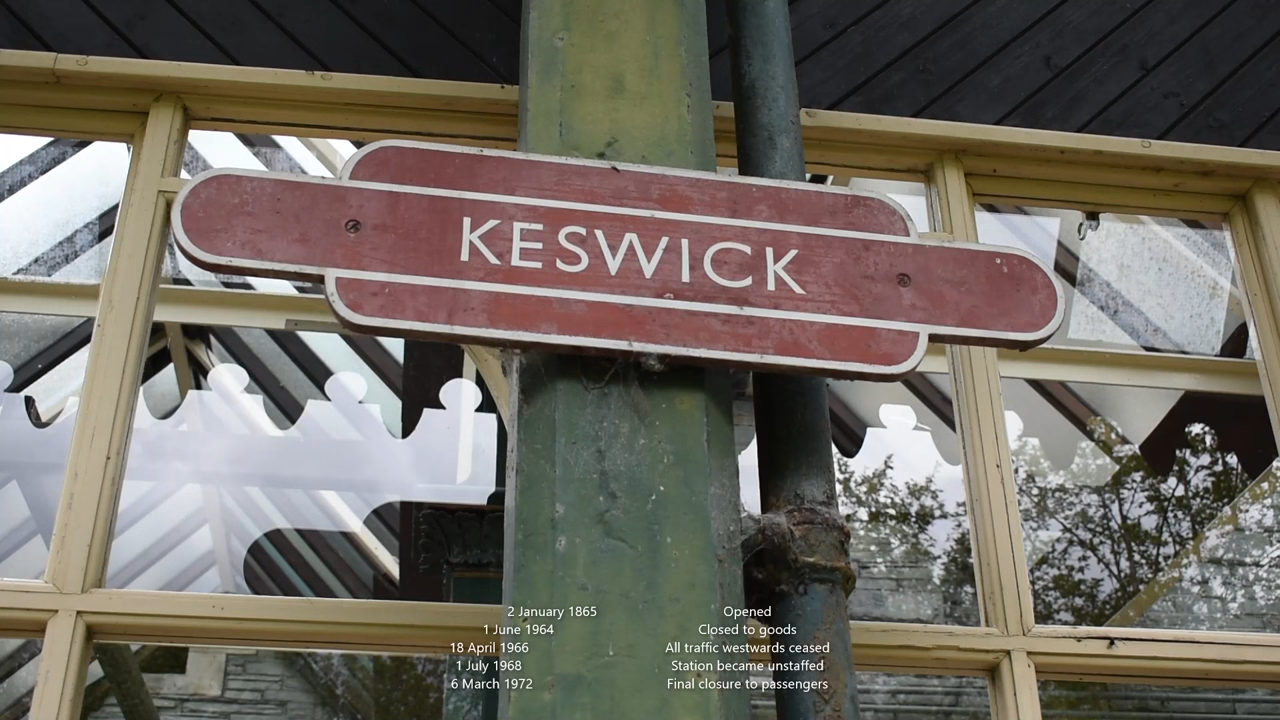 KESWICK
2 January 1865 Opened
1 June 1964 Closed to goods
18 April 1966 All traffic westwards ceased
1 July 1968 Station became unstaffed
6 March 1972 Final closure to passengers